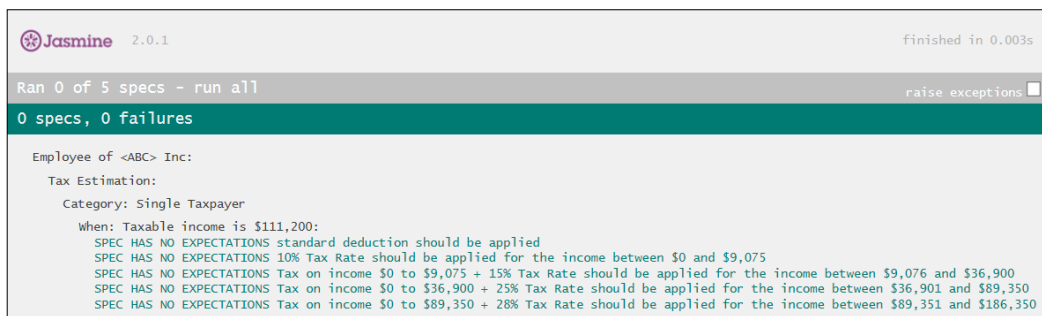 Jasmine 2.0.1 finished in 0.003s
Ran 0 of 5 specs - run all raise exceptions
0 specs, 0 failures
Employee of <ABC> Inc:
Tax Estimation:
Category: Single Taxpayer
When: Taxable income is $111,200:
SPEC HAS NO EXPECTATIONS standard deduction should be applied
SPEC HAS NO EXPECTATIONS 10% Tax Rate should be applied for the income between $0 and $9,075
SPEC HAS NO EXPECTATIONS Tax on income $0 to $9,075 + 15% Tax Rate should be applied for the income between $9,076 and $36,900
SPEC HAS NO EXPECTATIONS Tax on income $0 to $36,900 + 25% Tax Rate should be applied for the income between $36,901 and $89,350
SPEC HAS NO EXPECTATIONS Tax on income $0 to $89,350 + 28% Tax Rate should be applied for the income between $89,351 and $186,350